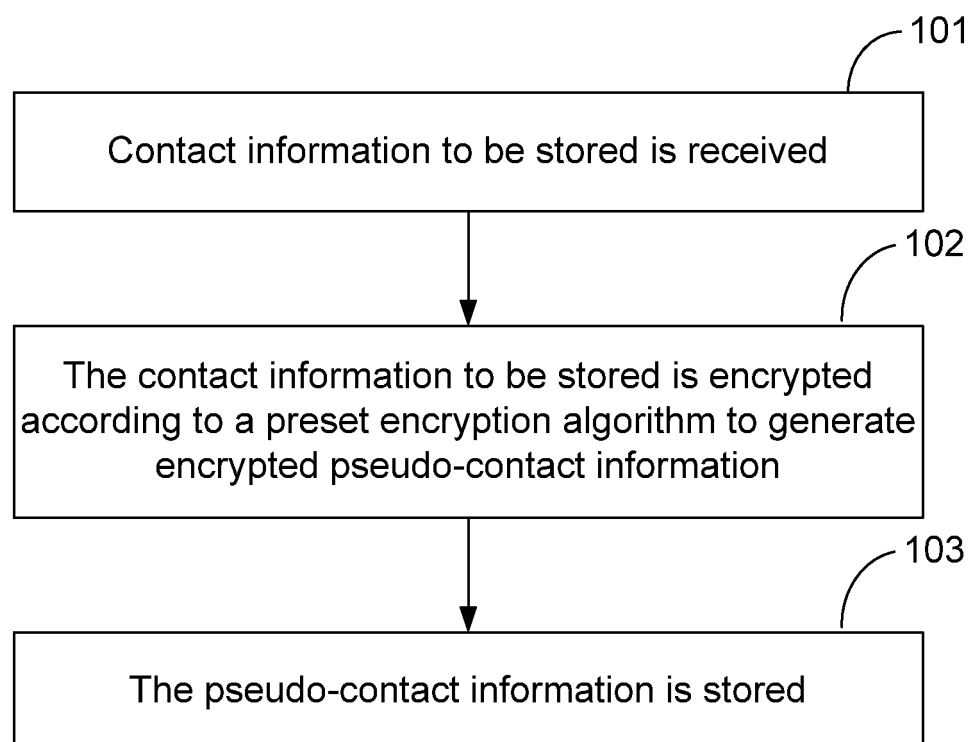 101
Contact information to be stored is received
102
The contact information to be stored is encrypted
according to a preset encryption algorithm to generate
encrypted pseudo-contact information
103
The pseudo-contact information is stored